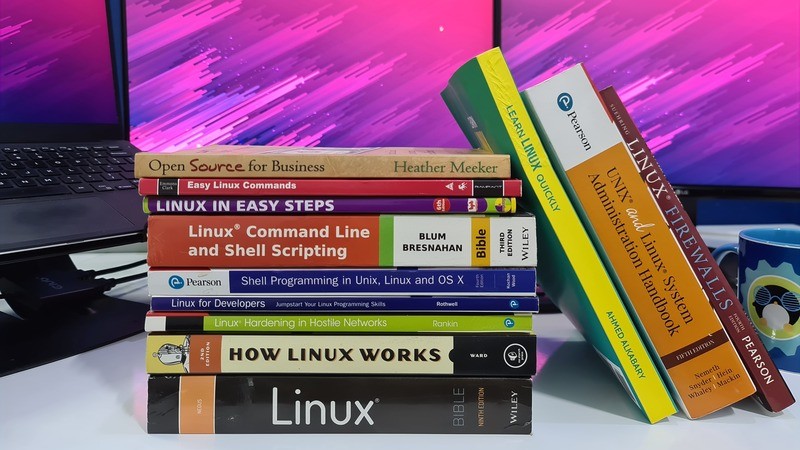 Open Source for Business Heather Meeker
Easy Linux Commands
LINUX IN EASY STEPS 6th
Linux® Command Line
and Shell Scripting
BLUM
BRESNAHAN
Bible
THIRD
EDITION
WILEY
Pearson Shell Programming in Unix, Linux and OS X
Linux for Developers Jumpstart Your Linux Programming Skills Rothwell
Linux® Hardening in Hostile Networks Rankin
2ND
EDITION
HOW LINUX WORKS WARD
NEGUS
Linux®
BIBLE
NINTH EDITION
WILEY
LEARN LINUX QUICKLY
AHMED ALKABARY
Pearson
UNIX® and Linux® System
Administration Handbook
FIFTH EDITION
Nemeth
Snyder Hein
Whaley Mackin
LINUX® FIREWALLS
FOURTH
EDITION
PEARSON